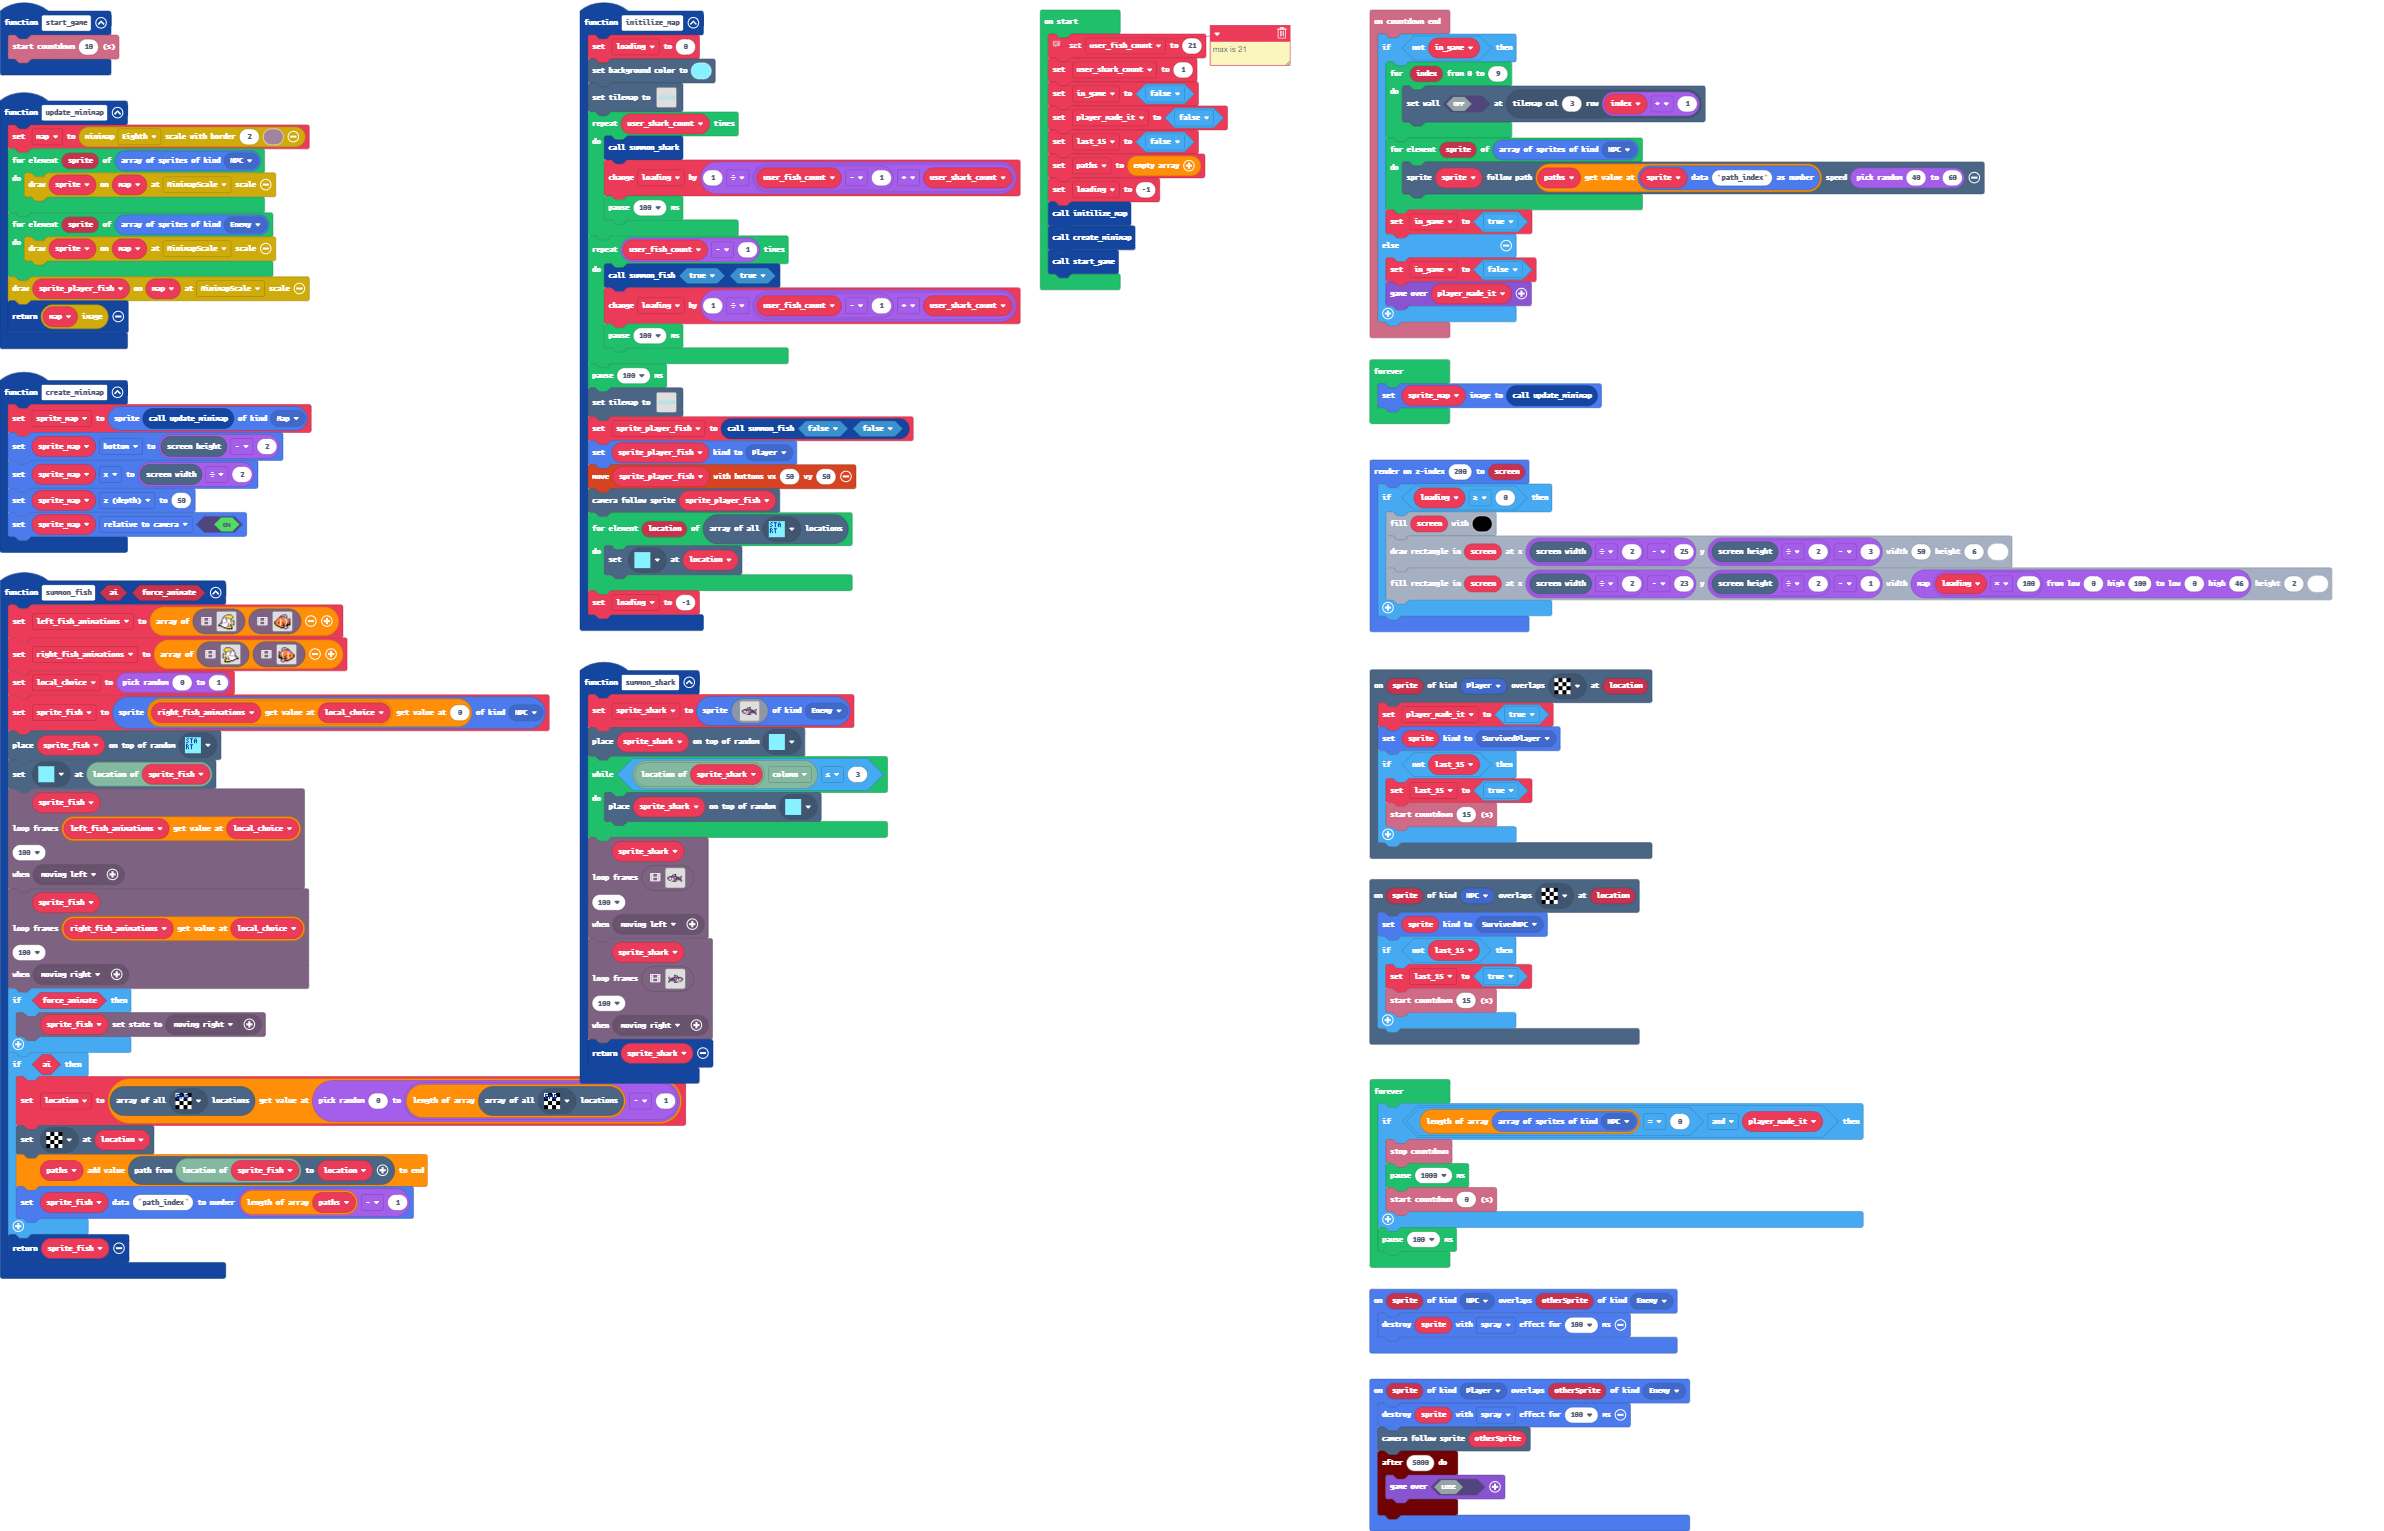 function start_game
start countdown 10 (s)
function update_minimap
set map to minimap Eighth scale with border 2
for element sprite of array of sprites of kind NPC
do draw sprite on map at MinimapScale scale
for element sprite of array of sprites of kind Enemy
do draw sprite on map at MinimapScale scale
draw sprite_player_fish on map at MinimapScale scale
return map image
function create_minimap
set sprite_map to sprite call update_minimap of kind Map
set sprite_map bottom to screen height - 2
set sprite_map x to screen width ÷ 2
set sprite_map z (depth) to 50
set sprite_map relative to camera ON
function summon_fish ai force_animate
set left_fish_animations to array of
set right_fish_animations to array of
set local_choice to pick random 0 to 1
set sprite_fish to sprite right_fish_animations get value at local_choice get value at 0 of kind NPC
place sprite_fish on top of random START
set at location of sprite_fish
sprite_fish
loop frames left_fish_animations get value at local_choice
100
when moving left
sprite_fish
loop frames right_fish_animations get value at local_choice
100
when moving right
if force_animate then
sprite_fish set state to moving right
if ai then
set location to array of all locations get value at pick random 0 to length of array array of all locations - 1
set at location
paths add value path from location of sprite_fish to location to end
set sprite_fish data "path_index" to number length of array paths - 1
return sprite_fish
function initilize_map
set loading to 0
set background color to
set tilemap to
repeat user_shark_count times
do call summon_shark
change loading by 1 ÷ user_fish_count - 1 + user_shark_count
pause 100 ms
repeat user_fish_count - 1 times
do call summon_fish true true
change loading by 1 ÷ user_fish_count - 1 + user_shark_count
pause 100 ms
pause 100 ms
set tilemap to
set sprite_player_fish to call summon_fish false false
set sprite_player_fish kind to Player
move sprite_player_fish with buttons vx 50 vy 50
camera follow sprite sprite_player_fish
for element location of array of all START locations
do set at location
set loading to -1
function summon_shark
set sprite_shark to sprite of kind Enemy
place sprite_shark on top of random
while location of sprite_shark column ≤ 3
do place sprite_shark on top of random
sprite_shark
loop frames
100
when moving left
sprite_shark
loop frames
100
when moving right
return sprite_shark
on start
set user_fish_count to 21
max is 21
set user_shark_count to 1
set in_game to false
set player_made_it to false
set last_15 to false
set paths to empty array
set loading to -1
call initilize_map
call create_minimap
call start_game
on countdown end
if not in_game then
for index from 0 to 9
do set wall OFF at tilemap col 3 row index + 1
for element sprite of array of sprites of kind NPC
do sprite sprite follow path paths get value at sprite data "path_index" as number speed pick random 40 to 60
set in_game to true
else
set in_game to false
game over player_made_it
forever
set sprite_map image to call update_minimap
render on z-index 200 to screen
if loading ≥ 0 then
fill screen with
draw rectangle in screen at x screen width ÷ 2 - 25 y screen height ÷ 2 - 3 width 50 height 6
fill rectangle in screen at x screen width ÷ 2 - 23 y screen height ÷ 2 - 1 width map loading × 100 from low 0 high 100 to low 0 high 46 height 2
on sprite of kind Player overlaps at location
set player_made_it to true
set sprite kind to SurvivedPlayer
if not last_15 then
set last_15 to true
start countdown 15 (s)
on sprite of kind NPC overlaps at location
set sprite kind to SurvivedNPC
if not last_15 then
set last_15 to true
start countdown 15 (s)
forever
if length of array array of sprites of kind NPC = 0 and player_made_it then
stop countdown
pause 1000 ms
start countdown 0 (s)
pause 100 ms
on sprite of kind NPC overlaps otherSprite of kind Enemy
destroy sprite with spray effect for 100 ms
on sprite of kind Player overlaps otherSprite of kind Enemy
destroy sprite with spray effect for 100 ms
camera follow sprite otherSprite
after 5000 do
game over LOSE